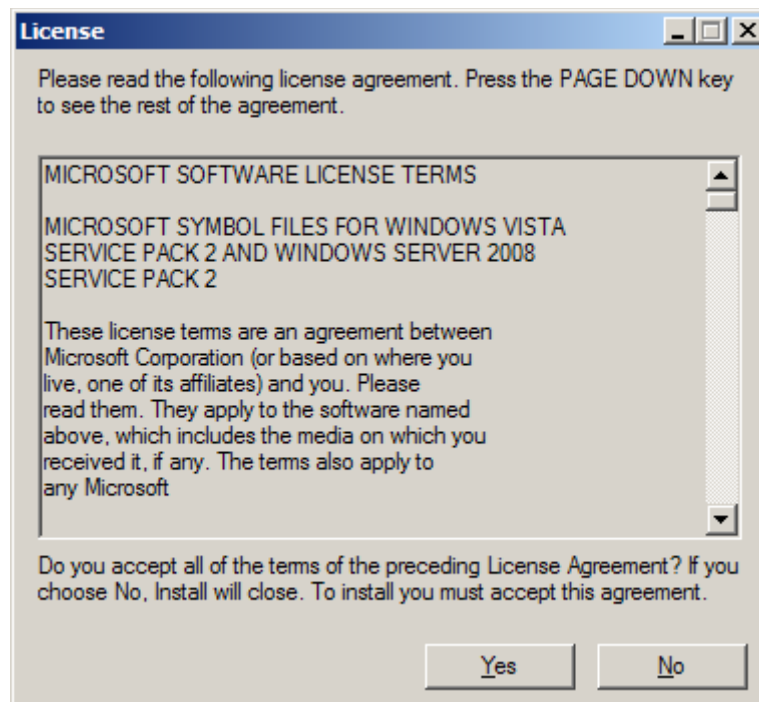 License
Please read the following license agreement. Press the PAGE DOWN key
to see the rest of the agreement.
MICROSOFT SOFTWARE LICENSE TERMS
MICROSOFT SYMBOL FILES FOR WINDOWS VISTA
SERVICE PACK 2 AND WINDOWS SERVER 2008
SERVICE PACK 2
These license terms are an agreement between
Microsoft Corporation (or based on where you
live, one of its affiliates) and you. Please
read them. They apply to the software named
above, which includes the media on which you
received it, if any. The terms also apply to
any Microsoft
Do you accept all of the terms of the preceding License Agreement? If you
choose No, Install will close. To install you must accept this agreement.
Yes
No